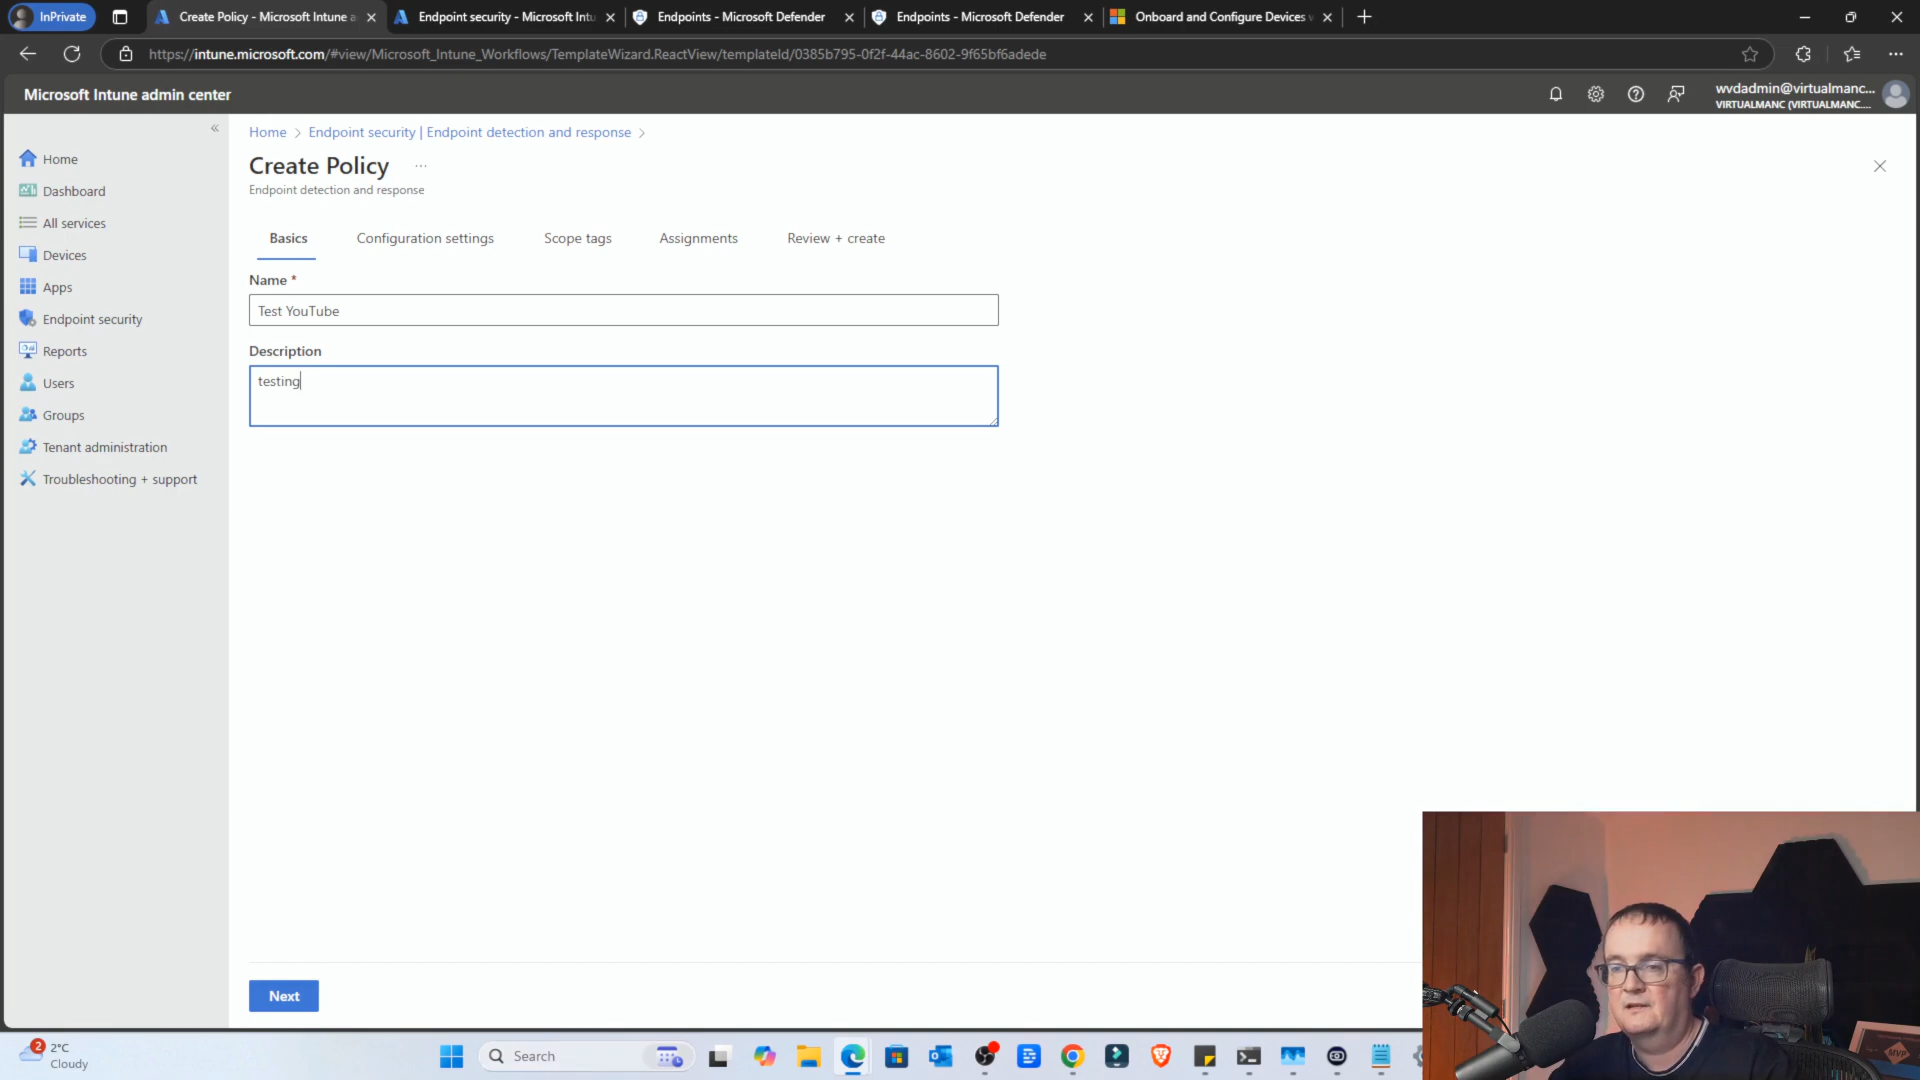 InPrivate
Create Policy - Microsoft Intune a
Endpoint security - Microsoft Intu
Endpoints - Microsoft Defender
Endpoints - Microsoft Defender
Onboard and Configure Devices
https://intune.microsoft.com/#view/Microsoft_Intune_Workflows/TemplateWizard.ReactView/templateId/0385b795-0f2f-44ac-8602-9f65bf6adede
Microsoft Intune admin center
wvdadmin@virtualmanc...
VIRTUALMANC (VIRTUALMANC....
Home > Endpoint security | Endpoint detection and response >
Create Policy ...
Endpoint detection and response
Home
Dashboard
All services
Devices
Apps
Endpoint security
Reports
Users
Groups
Tenant administration
Troubleshooting + support
Basics
Configuration settings
Scope tags
Assignments
Review + create
Name *
Test YouTube
Description
testing
Next
2
2°C
Cloudy
Search
MVP